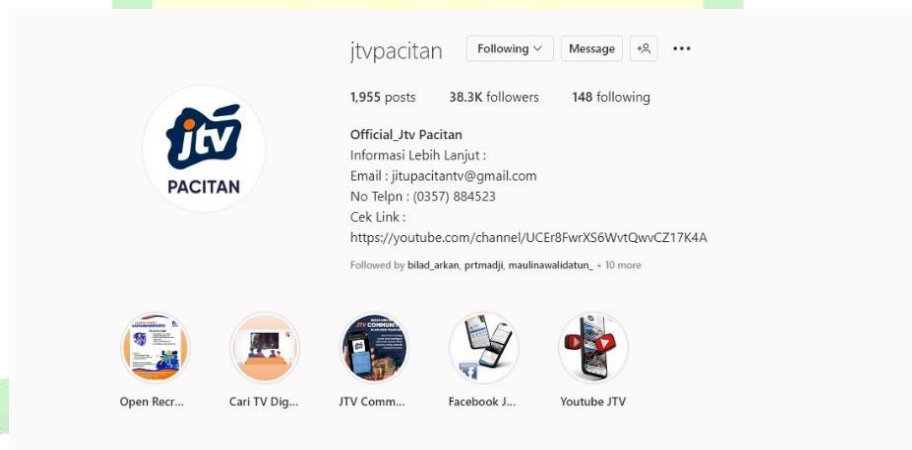 jtvpacitan Following Message
1,955 posts 38.3K followers 148 following
jtv
PACITAN
Official_Jtv Pacitan
Informasi Lebih Lanjut :
Email : jitupacitantv@gmail.com
No Telpn : (0357) 884523
Cek Link :
https://youtube.com/channel/UCEr8FwrXS6WvtQwvCZ17K4A
Followed by bilad_arkan, prtmadji, maulinawalidatun_ + 10 more
JTV COMMUNIT
Open Recr... Cari TV Dig... JTV Comm... Facebook J... Youtube JTV